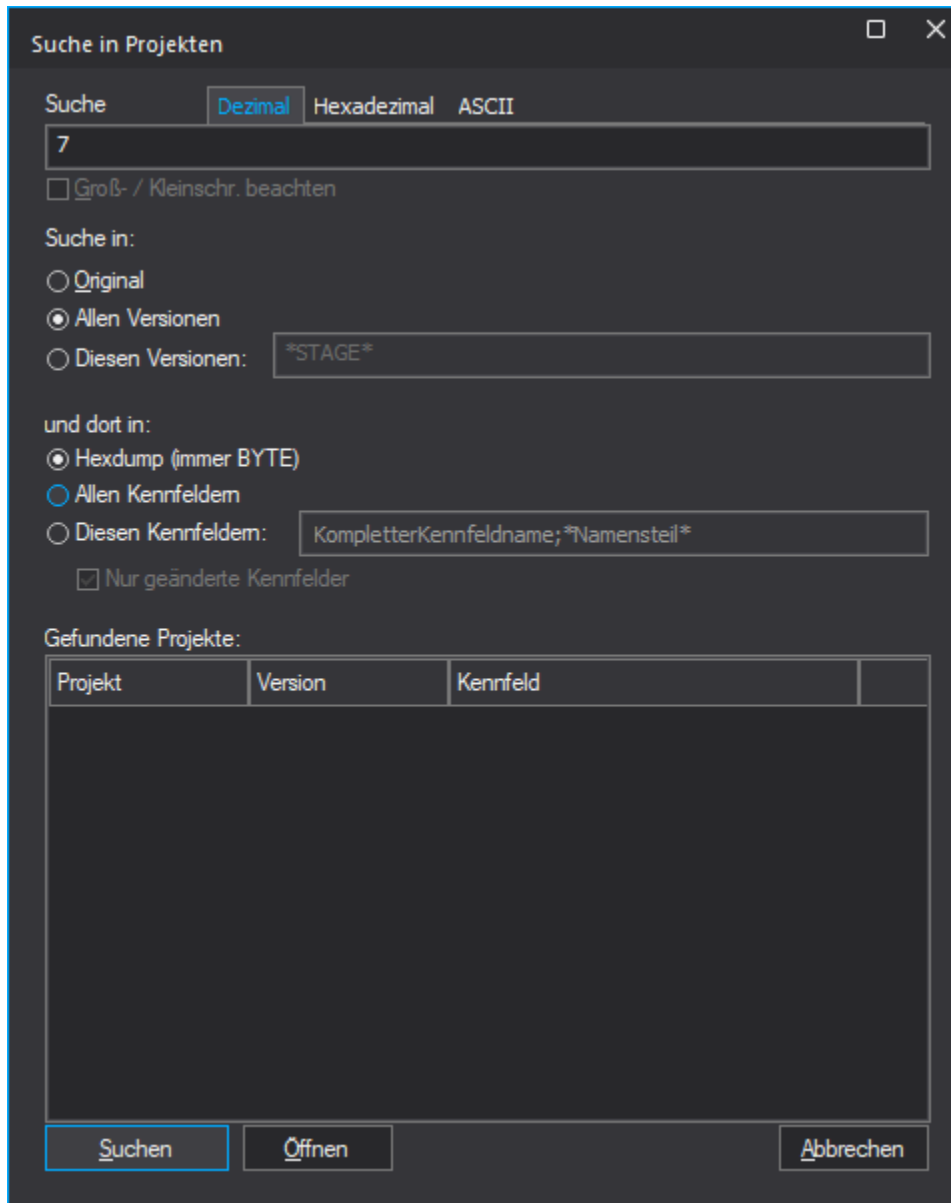 Suche in Projekten
Suche Dezimal Hexadezimal ASCII
7
Groß- / Kleinschr. beachten
Suche in:
Original
Allen Versionen
Diesen Versionen: *STAGE*
und dort in:
Hexdump (immer BYTE)
Allen Kennfeldern
Diesen Kennfeldern: KompletterKennfeldname;*Namensteil*
Nur geänderte Kennfelder
Gefundene Projekte:
Projekt Version Kennfeld
Suchen Öffnen Abbrechen